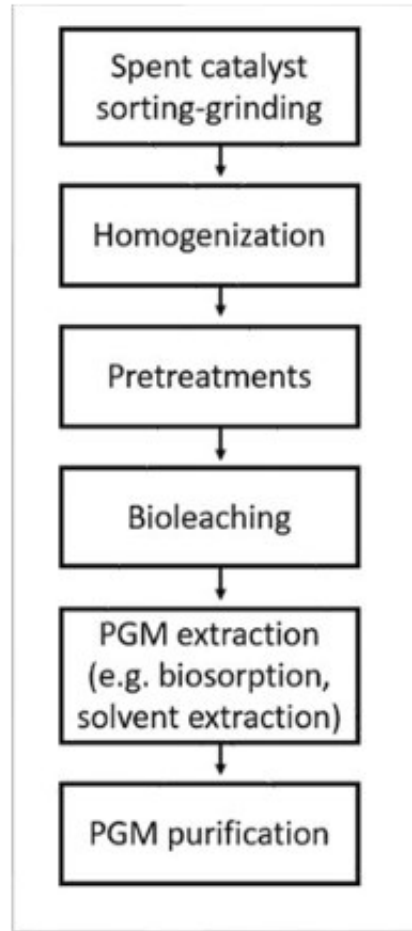 Spent catalyst
sorting-grinding
Homogenization
Pretreatments
Bioleaching
PGM extraction
(e.g. biosorption,
solvent extraction)
PGM purification